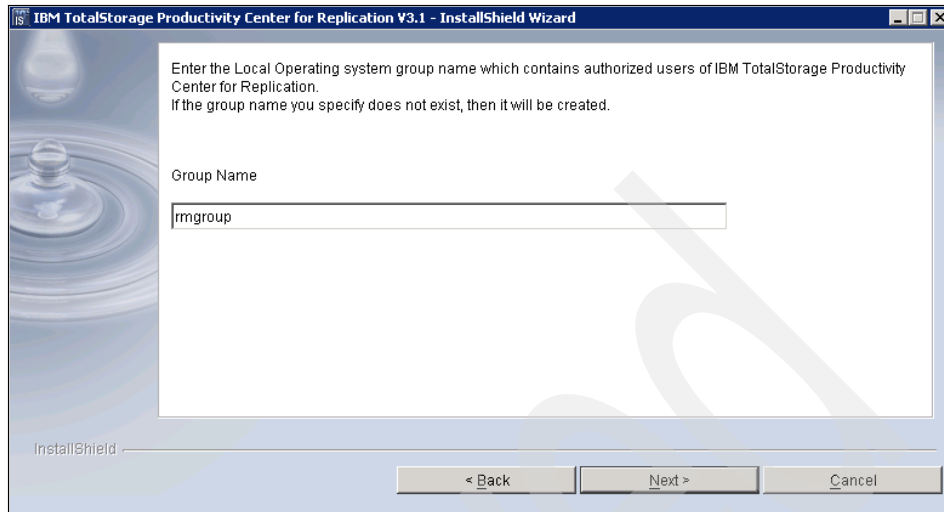 IBM TotalStorage Productivity Center for Replication V3.1 - InstallShield Wizard
Enter the Local Operating system group name which contains authorized users of IBM TotalStorage Productivity
Center for Replication.
If the group name you specify does not exist, then it will be created.
Group Name
rmgroup
InstallShield
< Back Next > Cancel